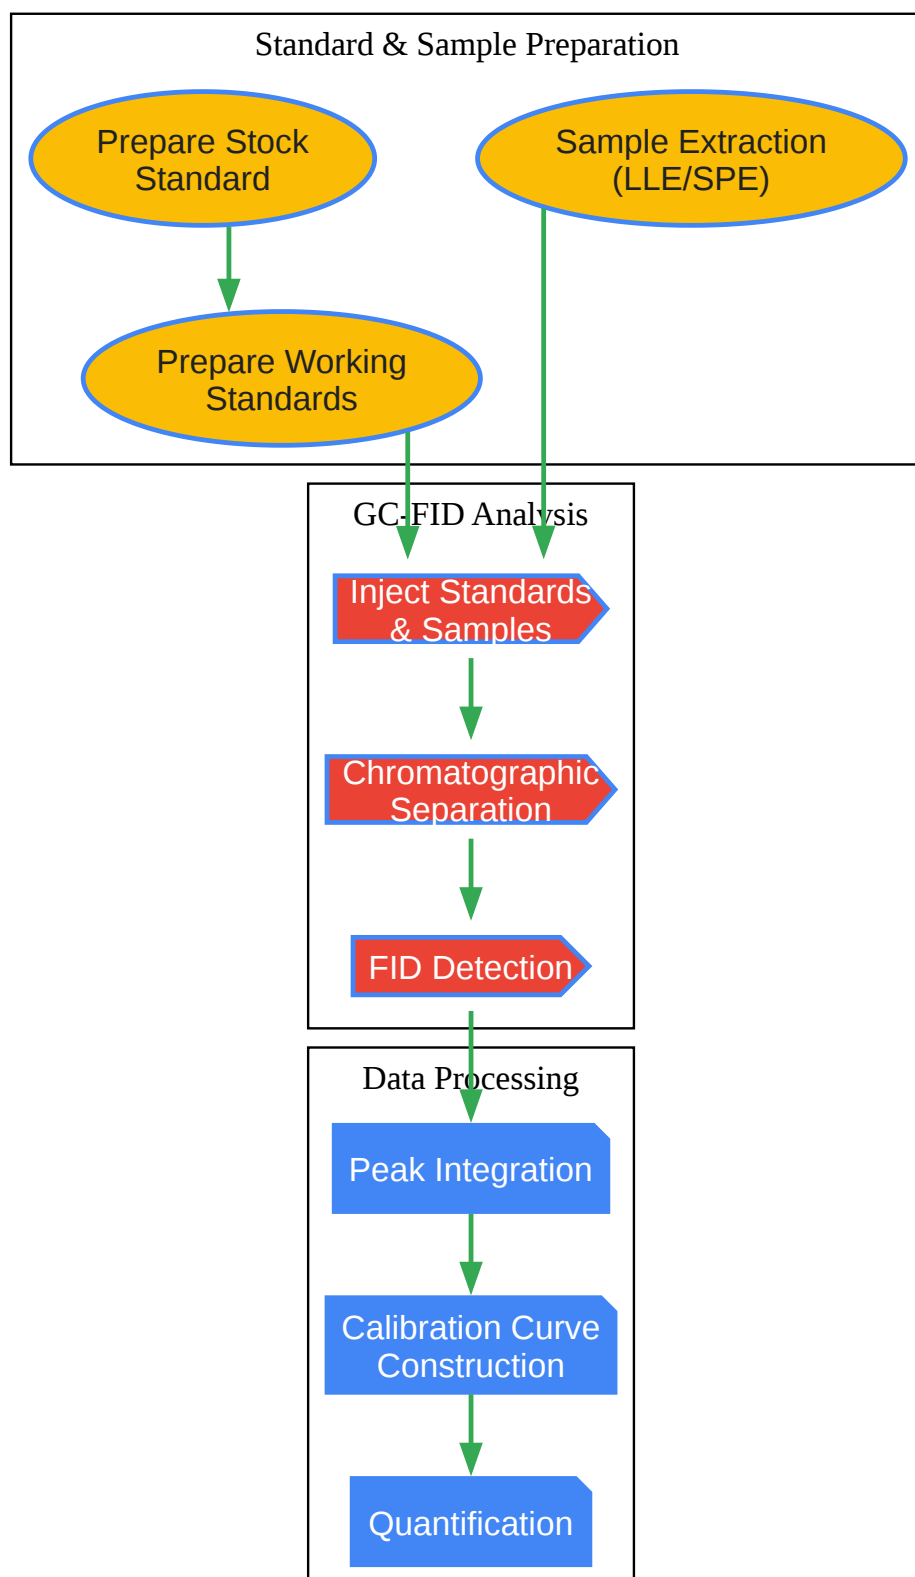 Standard & Sample Preparation
Prepare Stock
Standard
Sample Extraction
(LLE/SPE)
Prepare Working
Standards
GC-FID Analysis
Inject Standards
& Samples
Chromatographic
Separation
FID Detection
Data Processing
Peak Integration
Calibration Curve
Construction
Quantification